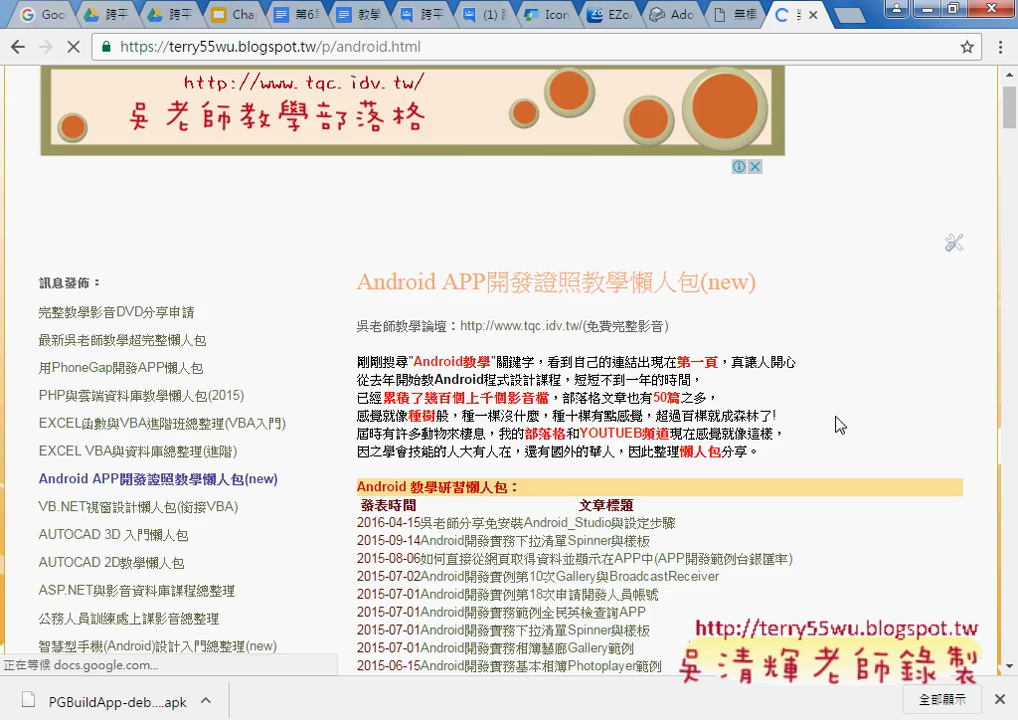 Goo
跨平
跨平
Cha
第6
教學
跨平
(1)
Icon
EZo
Ado
無標
https://terry55wu.blogspot.tw/p/android.html
http://www.tqc.idv.tw/
吳老師教學部落格
訊息發佈：
完整教學影音DVD分享申請
最新吳老師教學超完整懶人包
用PhoneGap開發APP懶人包
PHP與雲端資料庫教學懶人包(2015)
EXCEL函數與VBA進階班總整理(VBA入門)
EXCEL VBA與資料庫總整理(進階)
Android APP開發證照教學懶人包(new)
VB.NET視窗設計懶人包(銜接VBA)
AUTOCAD 3D 入門懶人包
AUTOCAD 2D教學懶人包
ASP.NET與影音資料庫課程總整理
公務人員訓練處上課影音總整理
智慧型手機(Android)設計入門總整理(new)
Android APP開發證照教學懶人包(new)
吳老師教學論壇：http://www.tqc.idv.tw/(免費完整影音)
剛剛搜尋"Android教學"關鍵字，看到自己的連結出現在第一頁，真讓人開心
從去年開始教Android程式設計課程，短短不到一年的時間，
已經累積了幾百個上千個影音檔，部落格文章也有50篇之多，
感覺就像種樹般，種一棵沒什麼，種十棵有點感覺，超過百棵就成森林了!
屆時有許多動物來棲息，我的部落格和YOUTUEB頻道現在感覺就像這樣，
因之學會技能的人大有人在，還有國外的華人，因此整理懶人包分享。
Android 教學研習懶人包：
發表時間 文章標題
2016-04-15吳老師分享免安裝Android_Studio與設定步驟
2015-09-14Android開發實務下拉清單Spinner與樣板
2015-08-06如何直接從網頁取得資料並顯示在APP中(APP開發範例台銀匯率)
2015-07-02Android開發實例第10次Gallery與BroadcastReceiver
2015-07-01Android開發實例第18次申請開發人員帳號
2015-07-01Android開發實務範例全民英檢查詢APP
2015-07-01Android開發實務下拉清單Spinner與樣板
2015-07-01Android開發實務相簿藝廊Gallery範例
2015-06-15Android開發實務基本相簿Photoplayer範例
http://terry55wu.blogspot.tw
吳清輝老師錄製
正在等候 docs.google.com...
PGBuildApp-deb....apk
全部顯示